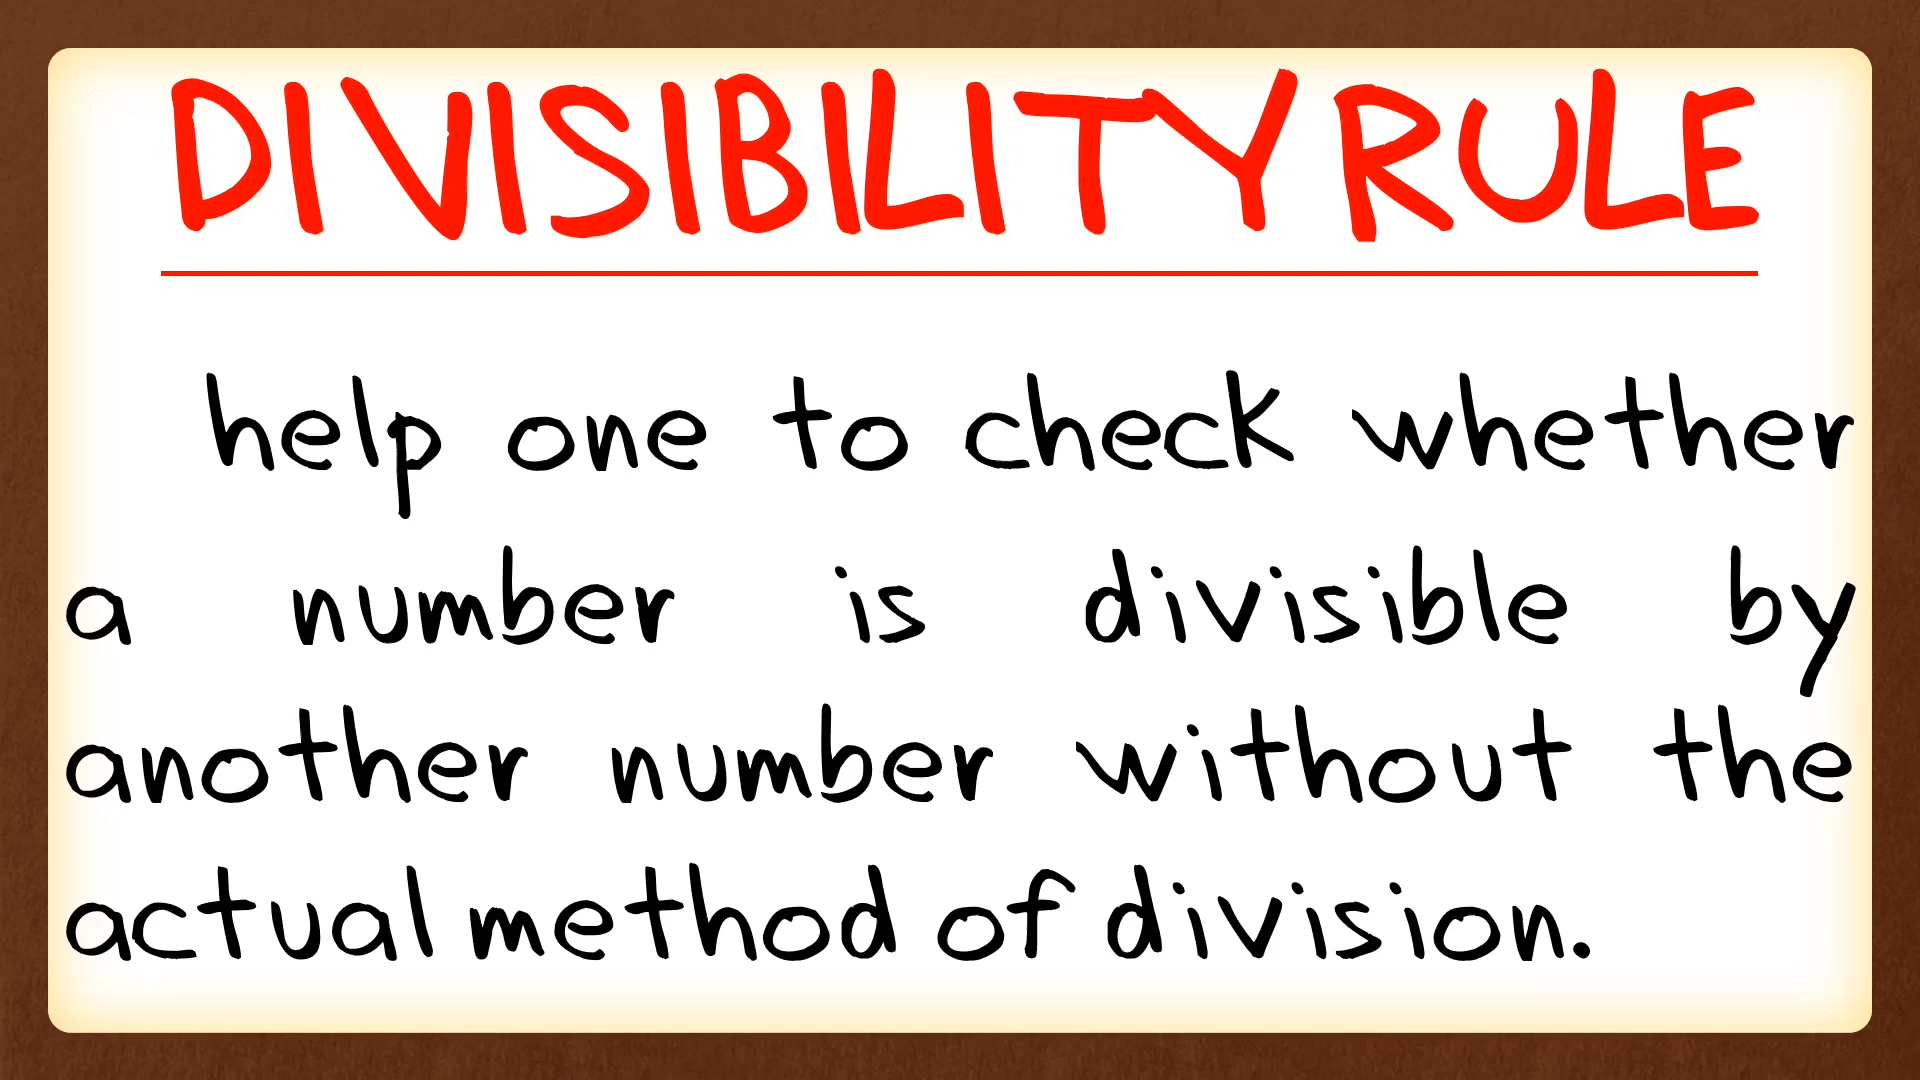 DIVISIBILITY RULE
help one to check whether
a number is divisible by
another number without the
actual method of division.